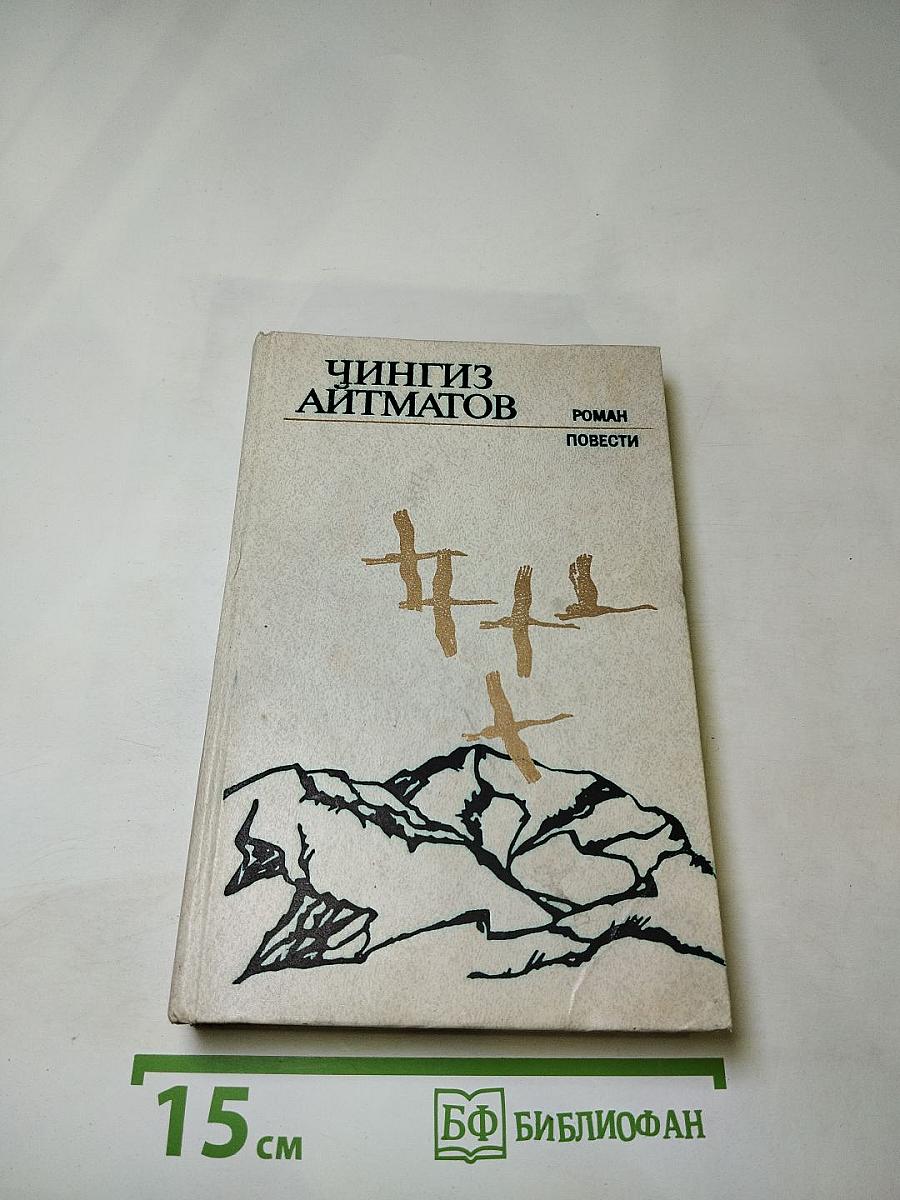 ЧИНГИЗ
АЙТМАТОВ
РОМАН
ПОВЕСТИ
15 см
БФ БИБЛИОФАН